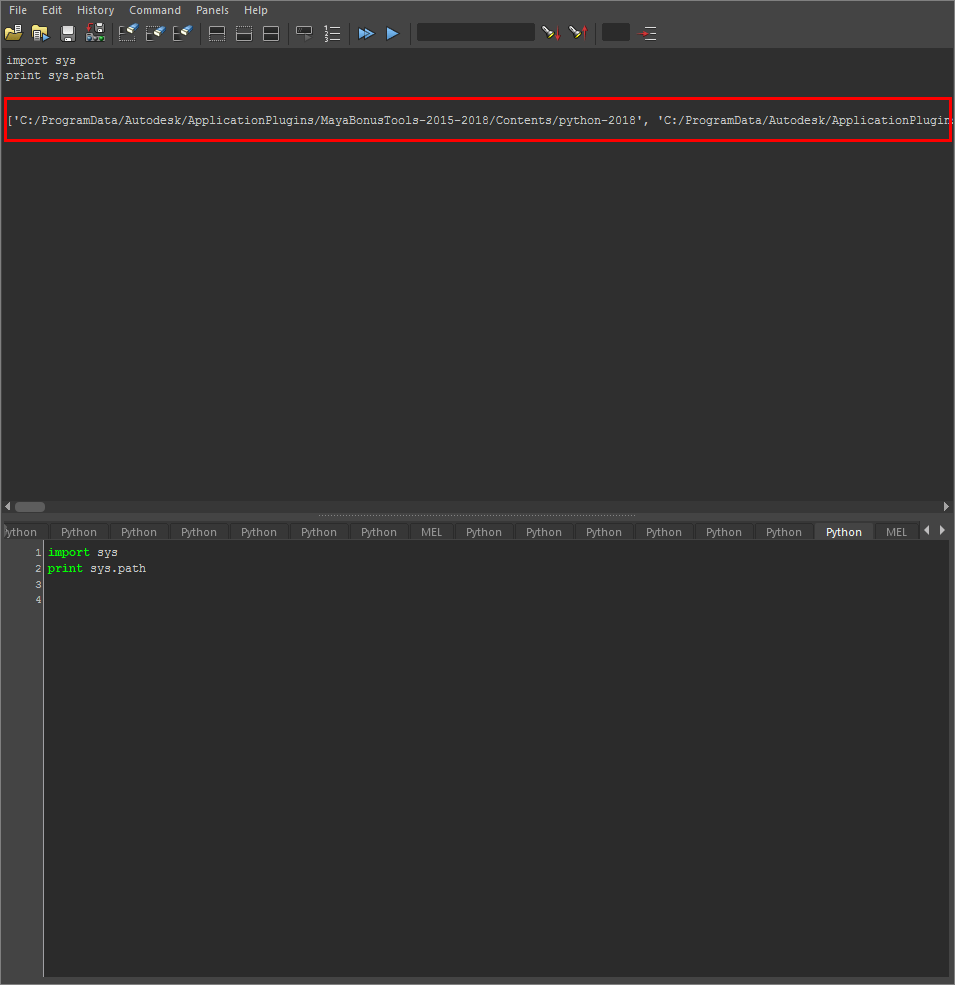 File Edit History Command Panels Help
import sys
print sys.path
['C:/ProgramData/Autodesk/ApplicationPlugins/MayaBonusTools-2015-2018/Contents/python-2018', 'C:/ProgramData/Autodesk/ApplicationPlugin
ython Python Python Python Python Python Python MEL Python Python Python Python Python Python Python MEL
1 import sys
2 print sys.path
3
4